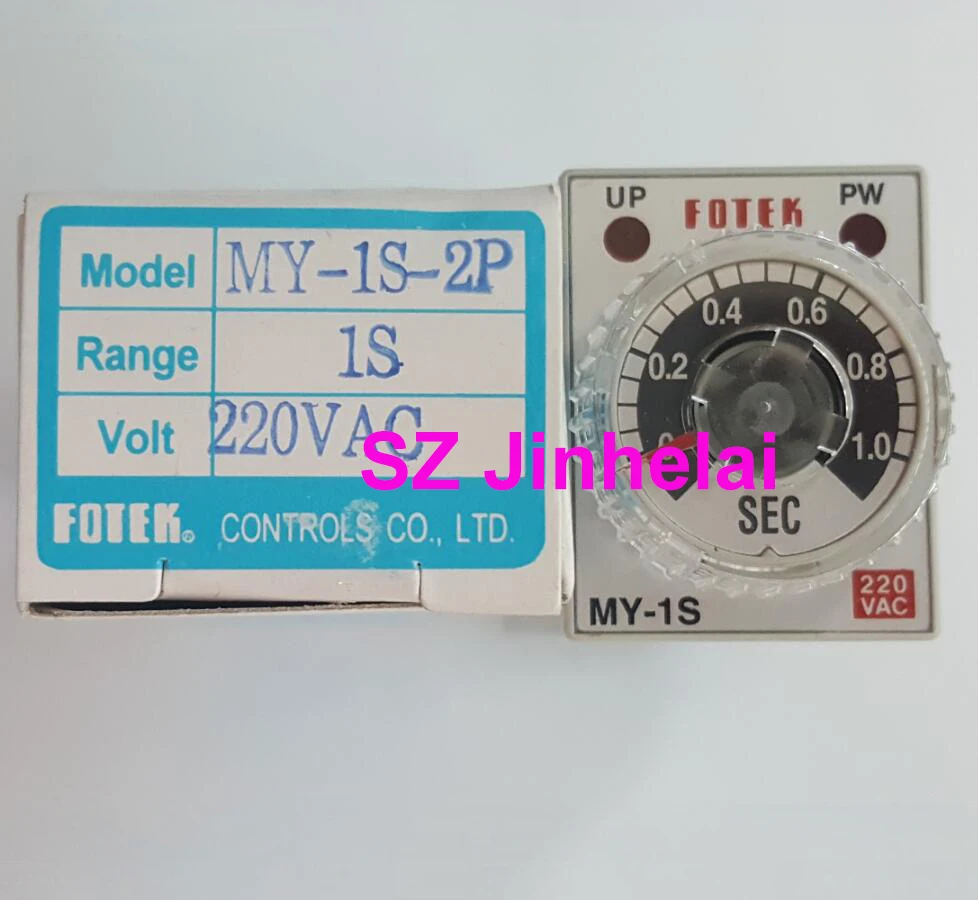 Model MY-1S-2P
Range 1S
Volt 220VAC
FOTEK® CONTROLS CO., LTD.
SZ Jinhelai
UP FOTEK PW
0.4 0.6
0.2 0.8
0 1.0
SEC
MY-1S
220
VAC